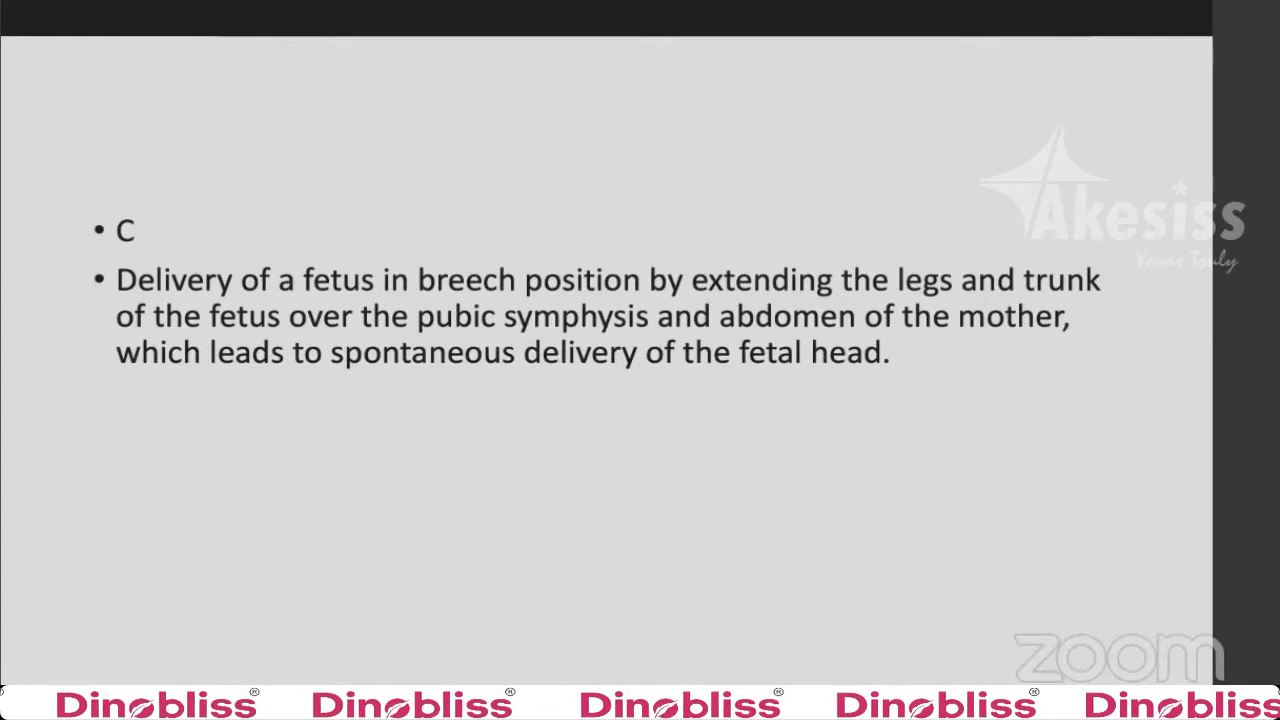 Akesiss
Yours Truly
• C
• Delivery of a fetus in breech position by extending the legs and trunk
of the fetus over the pubic symphysis and abdomen of the mother,
which leads to spontaneous delivery of the fetal head.
zoom
® Dinobliss® Dinobliss® Dinobliss® Dinobliss® Dinobliss